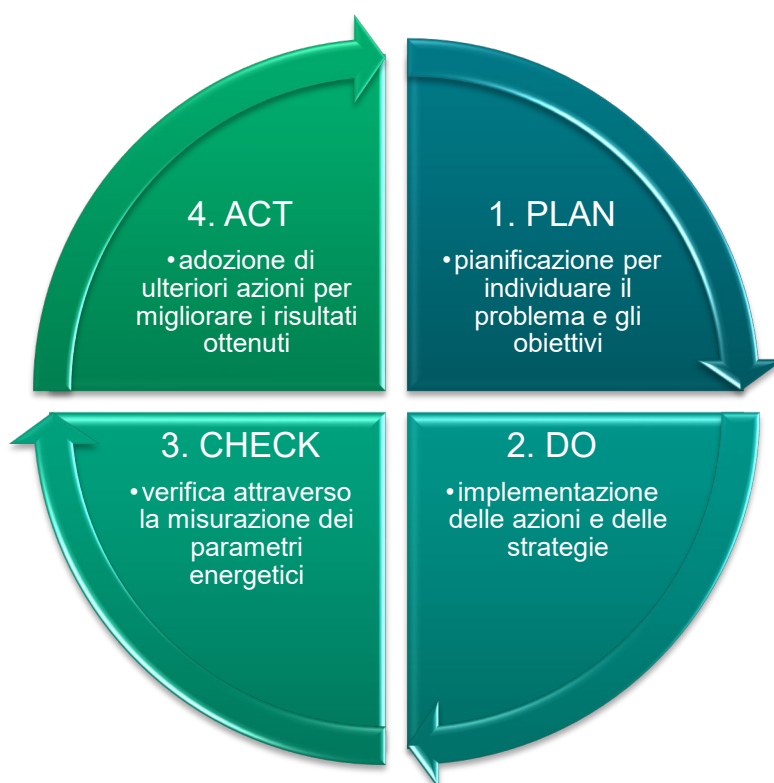 1. PLAN
•pianificazione per
individuare il
problema e gli
obiettivi
2. DO
•implementazione
delle azioni e delle
strategie
3. CHECK
•verifica attraverso
la misurazione dei
parametri
energetici
4. ACT
•adozione di
ulteriori azioni per
migliorare i risultati
ottenuti